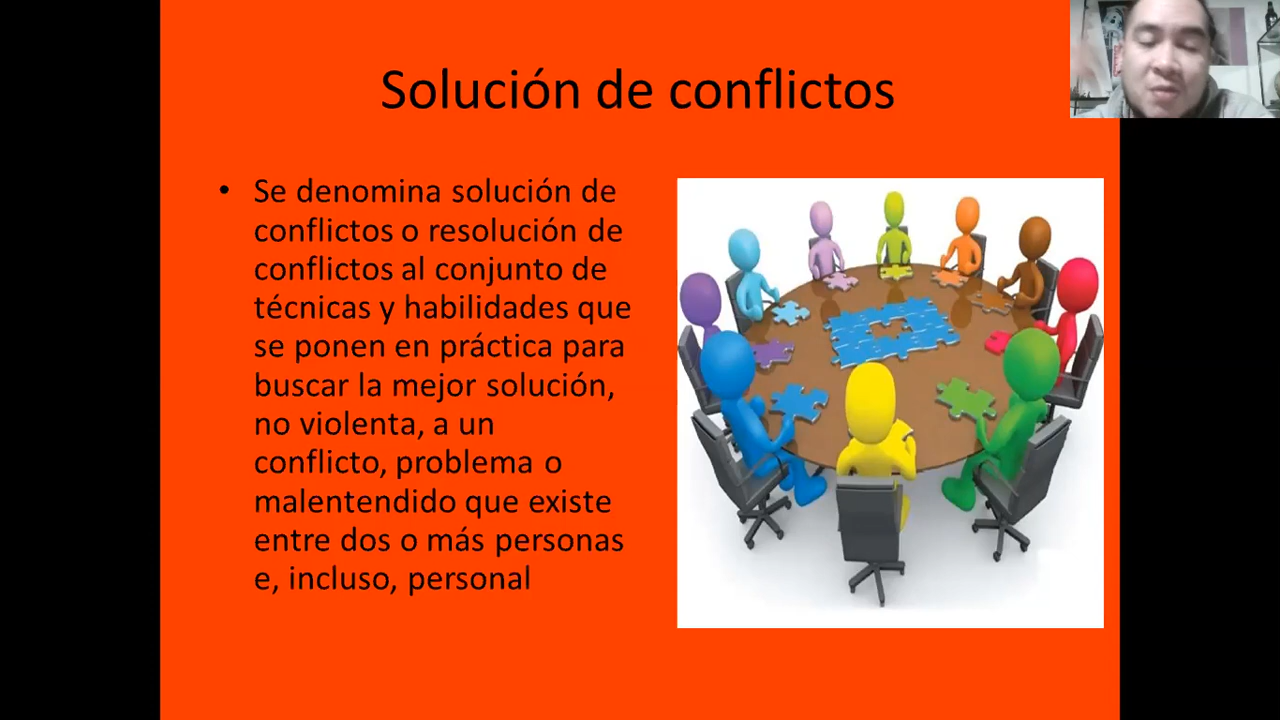 Solución de conflictos
• Se denomina solución de
conflictos o resolución de
conflictos al conjunto de
técnicas y habilidades que
se ponen en práctica para
buscar la mejor solución,
no violenta, a un
conflicto, problema o
malentendido que existe
entre dos o más personas
e, incluso, personal